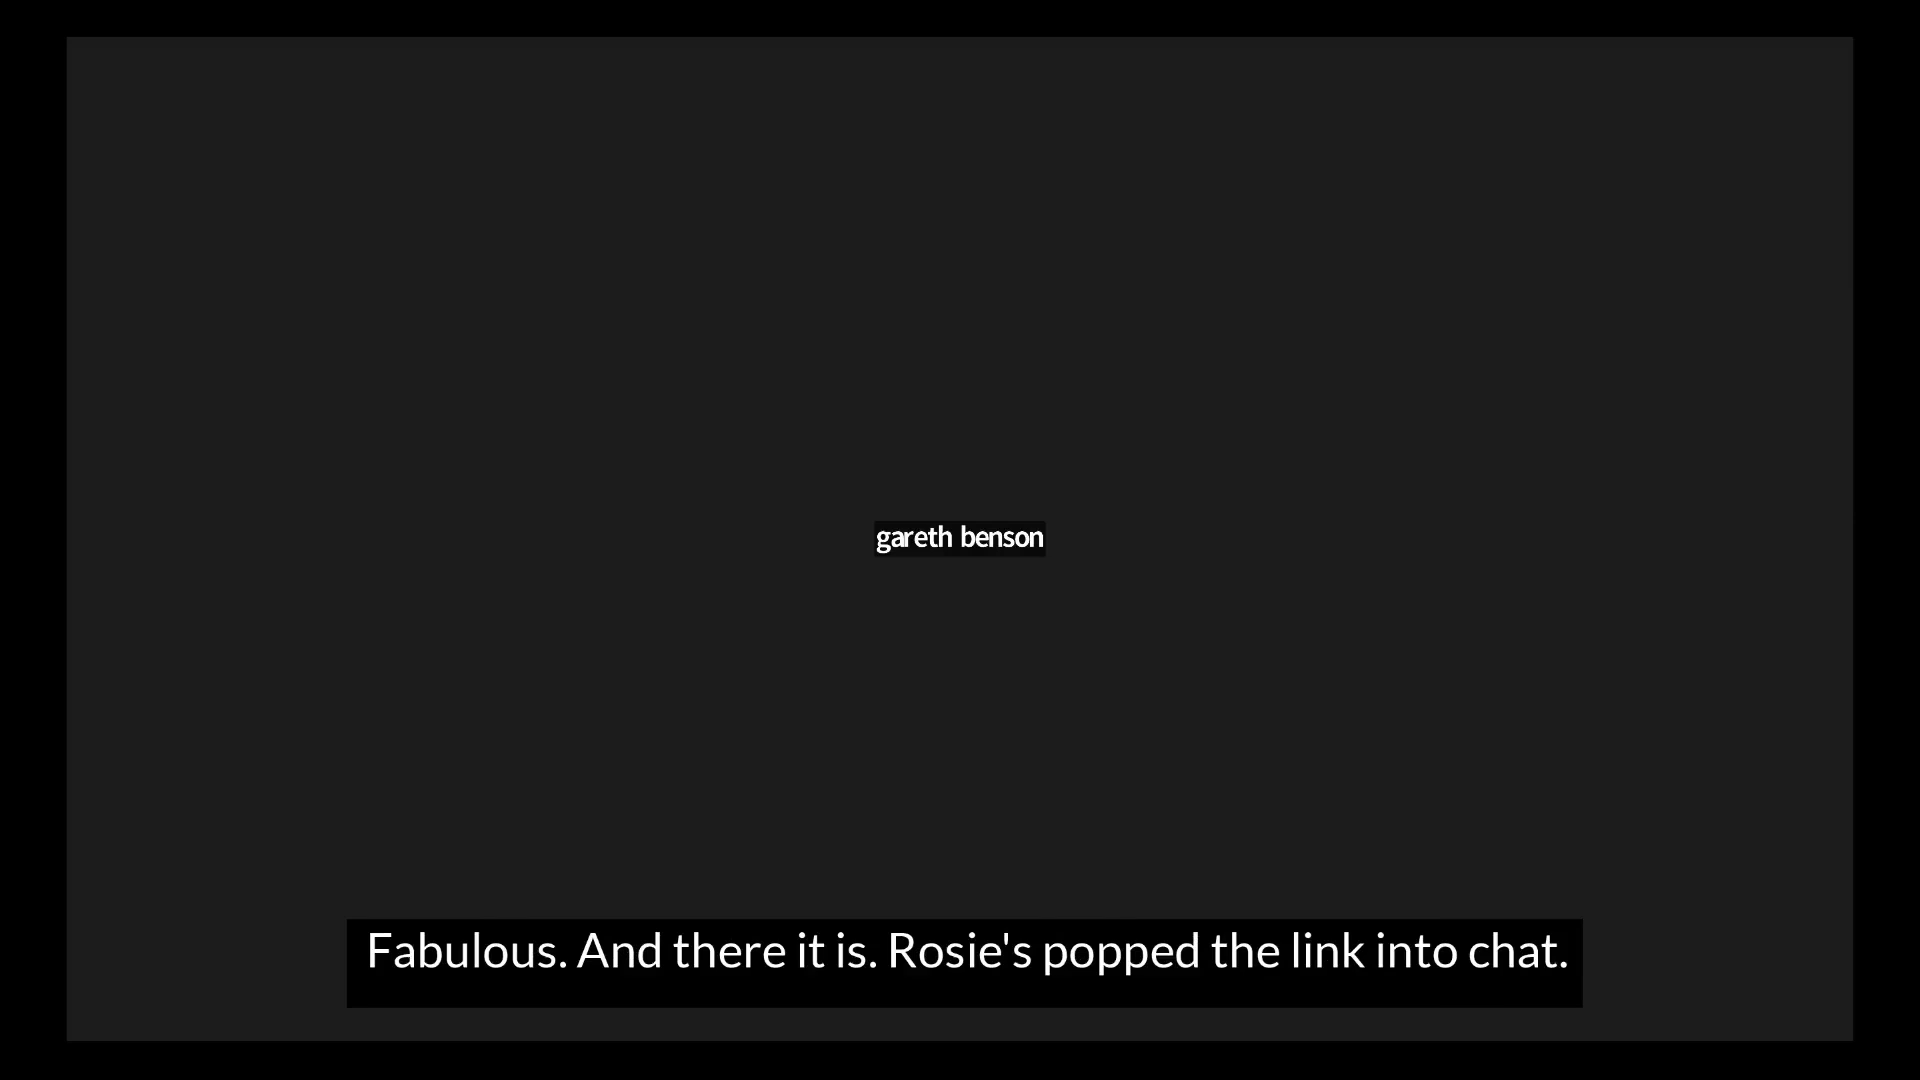 gareth benson
Fabulous. And there it is. Rosie's popped the link into chat.